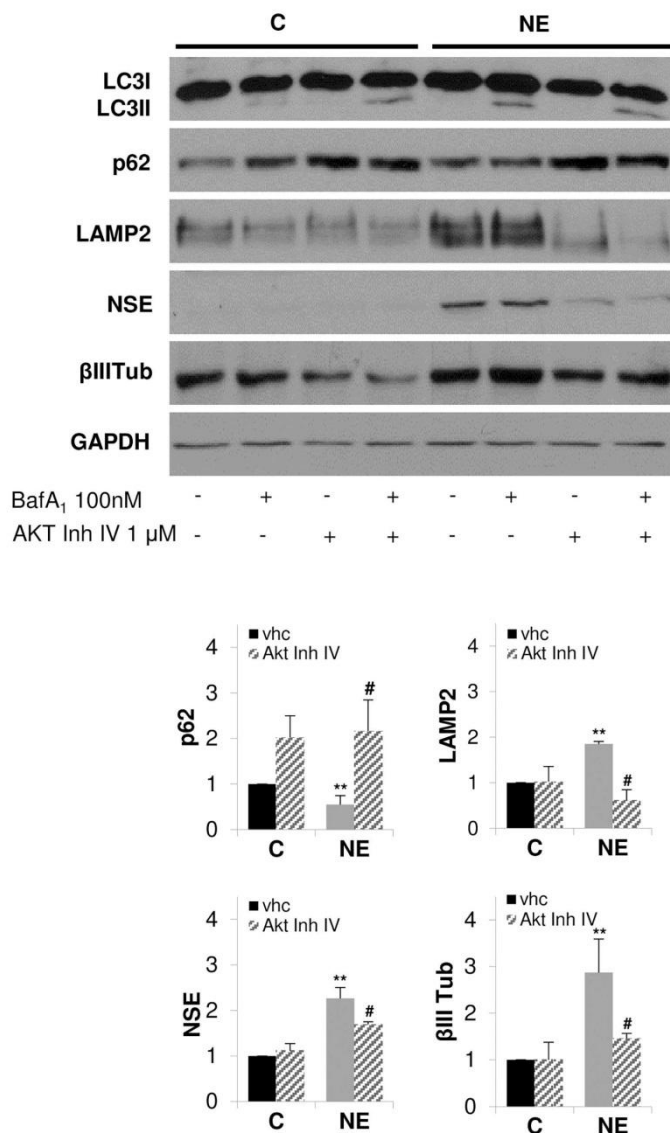 C NE
LC3I
LC3II
p62
LAMP2
NSE
βIIITub
GAPDH
BafA₁ 100nM - + - + - + - +
AKT Inh IV 1 µM - - + + - - + +
vhc
Akt Inh IV
p62
4
3
2
1
0
**
#
C NE
vhc
Akt Inh IV
LAMP2
4
3
2
1
0
**
#
C NE
vhc
Akt Inh IV
NSE
4
3
2
1
0
**
#
C NE
vhc
Akt Inh IV
βIII Tub
4
3
2
1
0
**
#
C NE